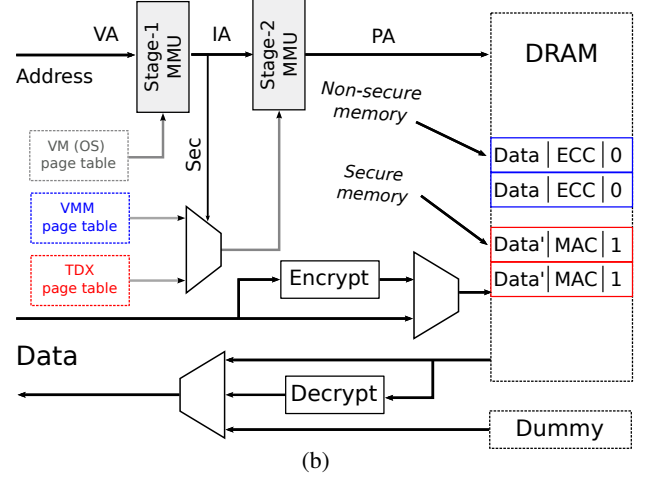 VA
IA
PA
Address
Stage-1
MMU
Stage-2
MMU
DRAM
Non-secure
memory
VM (OS)
page table
Sec
Data | ECC | 0
Data | ECC | 0
Secure
memory
VMM
page table
Data' | MAC | 1
Data' | MAC | 1
TDX
page table
Encrypt
Data
Decrypt
Dummy
(b)